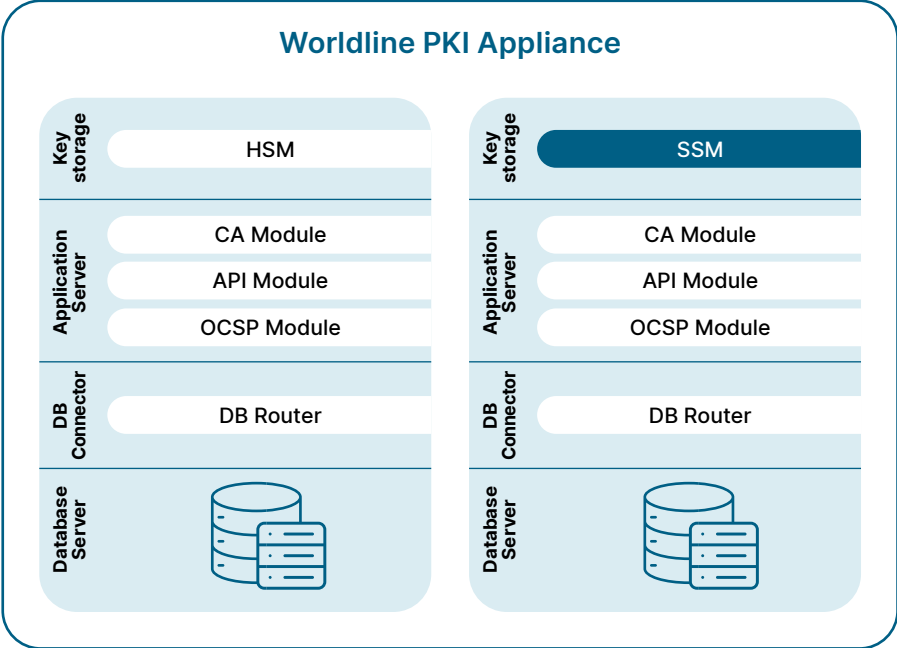 Worldline PKI Appliance
Key
storage
HSM
Application
Server
CA Module
API Module
OCSP Module
DB
Connector
DB Router
Database
Server
Key
storage
SSM
Application
Server
CA Module
API Module
OCSP Module
DB
Connector
DB Router
Database
Server